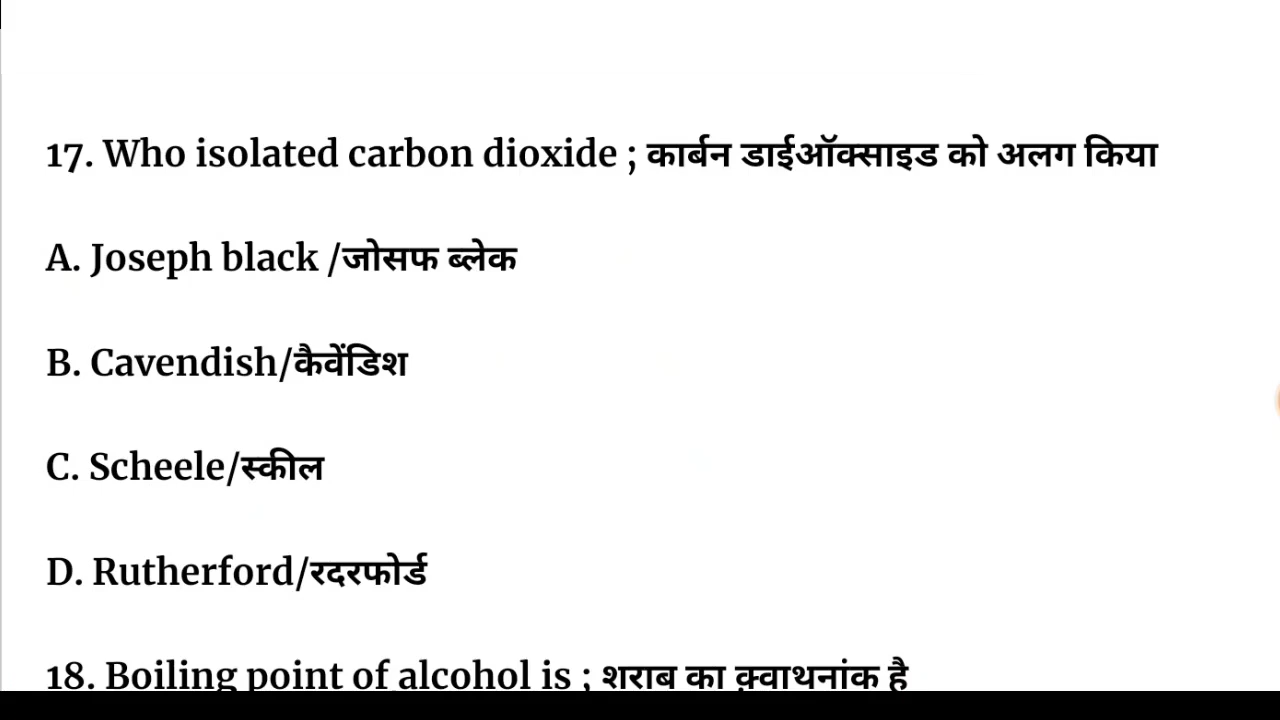 17. Who isolated carbon dioxide ; कार्बन डाईऑक्साइड को अलग किया
A. Joseph black /जोसफ ब्लेक
B. Cavendish/कैवेंडिश
C. Scheele/स्कील
D. Rutherford/रदरफोर्ड
18. Boiling point of alcohol is ; शराब का क़्वाथनांक है